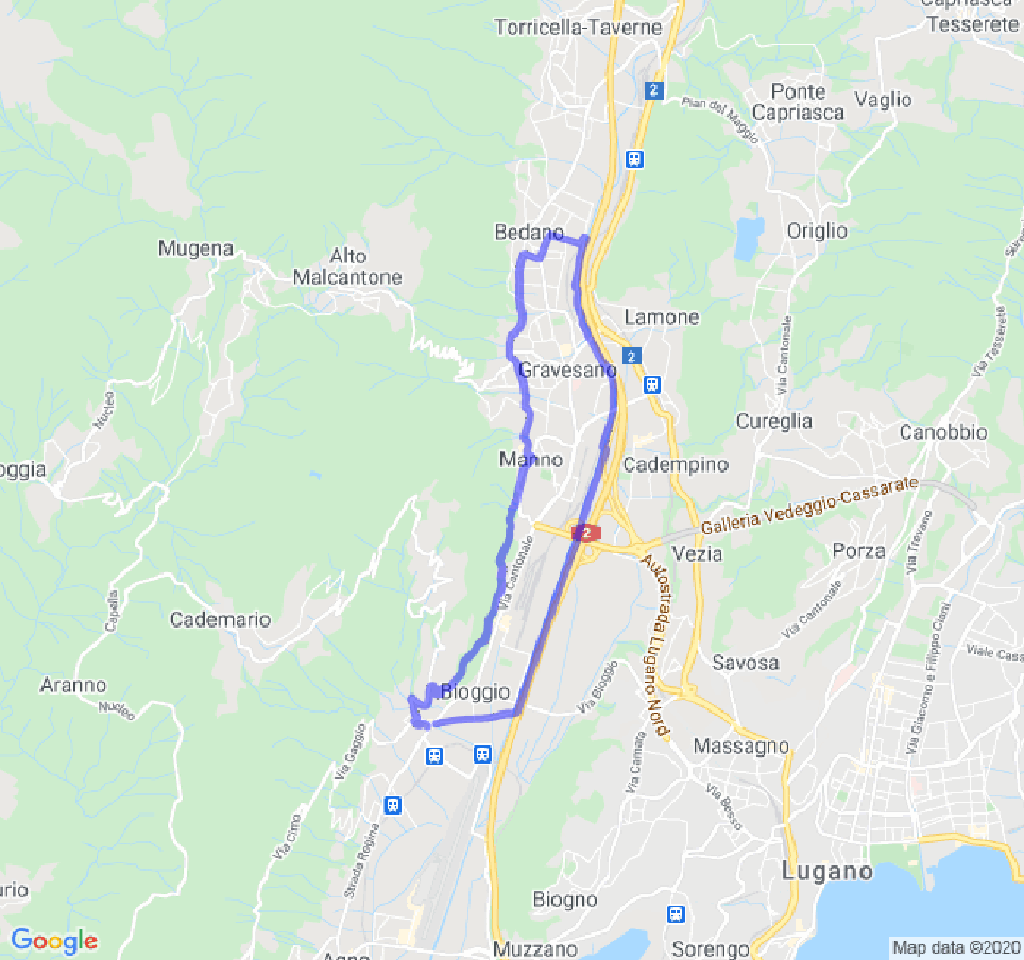 Capriasca
Tesserete
Torricella-Taverne
2
Ponte
Capriasca
Vaglio
Pian del Maggio
Bedano
Origlio
Mugena
Alto
Malcantone
Lamone
2
Via Cantonale
Via Tesserete
Gravesano
Nucleo
Cureglia
Canobbio
oggia
Manno
Cadempino
Galleria Vedeggio-Cassarate
2
Vezia
Porza
Via Trevano
Via Cantonale
Autostrada Lugano Nord
Capella
Cademario
Via Cantonale
Via Giacomo e Filippo Ciani
Viale Casa
Savosa
Aranno
Nucleo
Bioggio
Via Bioggio
Via Gaggio
Massagno
Via Camilla
Via Besso
Via Cimo
Strada Regina
Lugano
urio
Biogno
Google
Agno
Muzzano
Sorengo
Map data ©2020